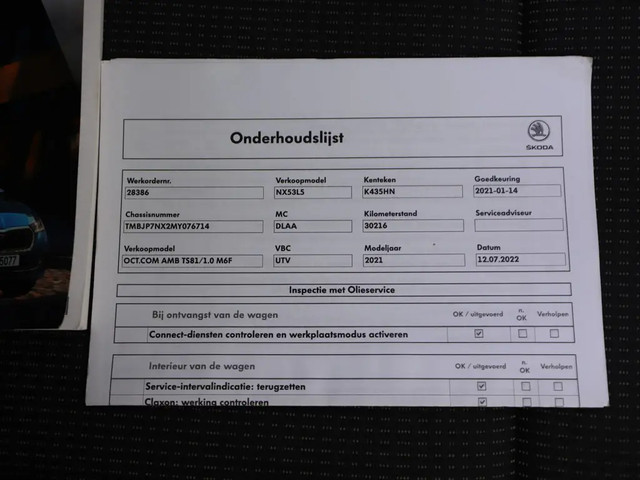 Onderhoudslijst
ŠKODA
Werkordernr. Verkoopmodel Kenteken Goedkeuring
28386 NX53L5 K435HN 2021-01-14
Chassisnummer MC Kilometerstand Serviceadviseur
TMBJP7NX2MY076714 DLAA 30216
Verkoopmodel VBC Modeljaar Datum
OCT.COM AMB TS81/1.0 M6F UTV 2021 12.07.2022
Inspectie met Olieservice
Bij ontvangst van de wagen OK / uitgevoerd n. OK Verholpen
Connect-diensten controleren en werkplaatsmodus activeren
Interieur van de wagen OK / uitgevoerd n. OK Verholpen
Service-intervalindicatie: terugzetten
Claxon: werking controleren